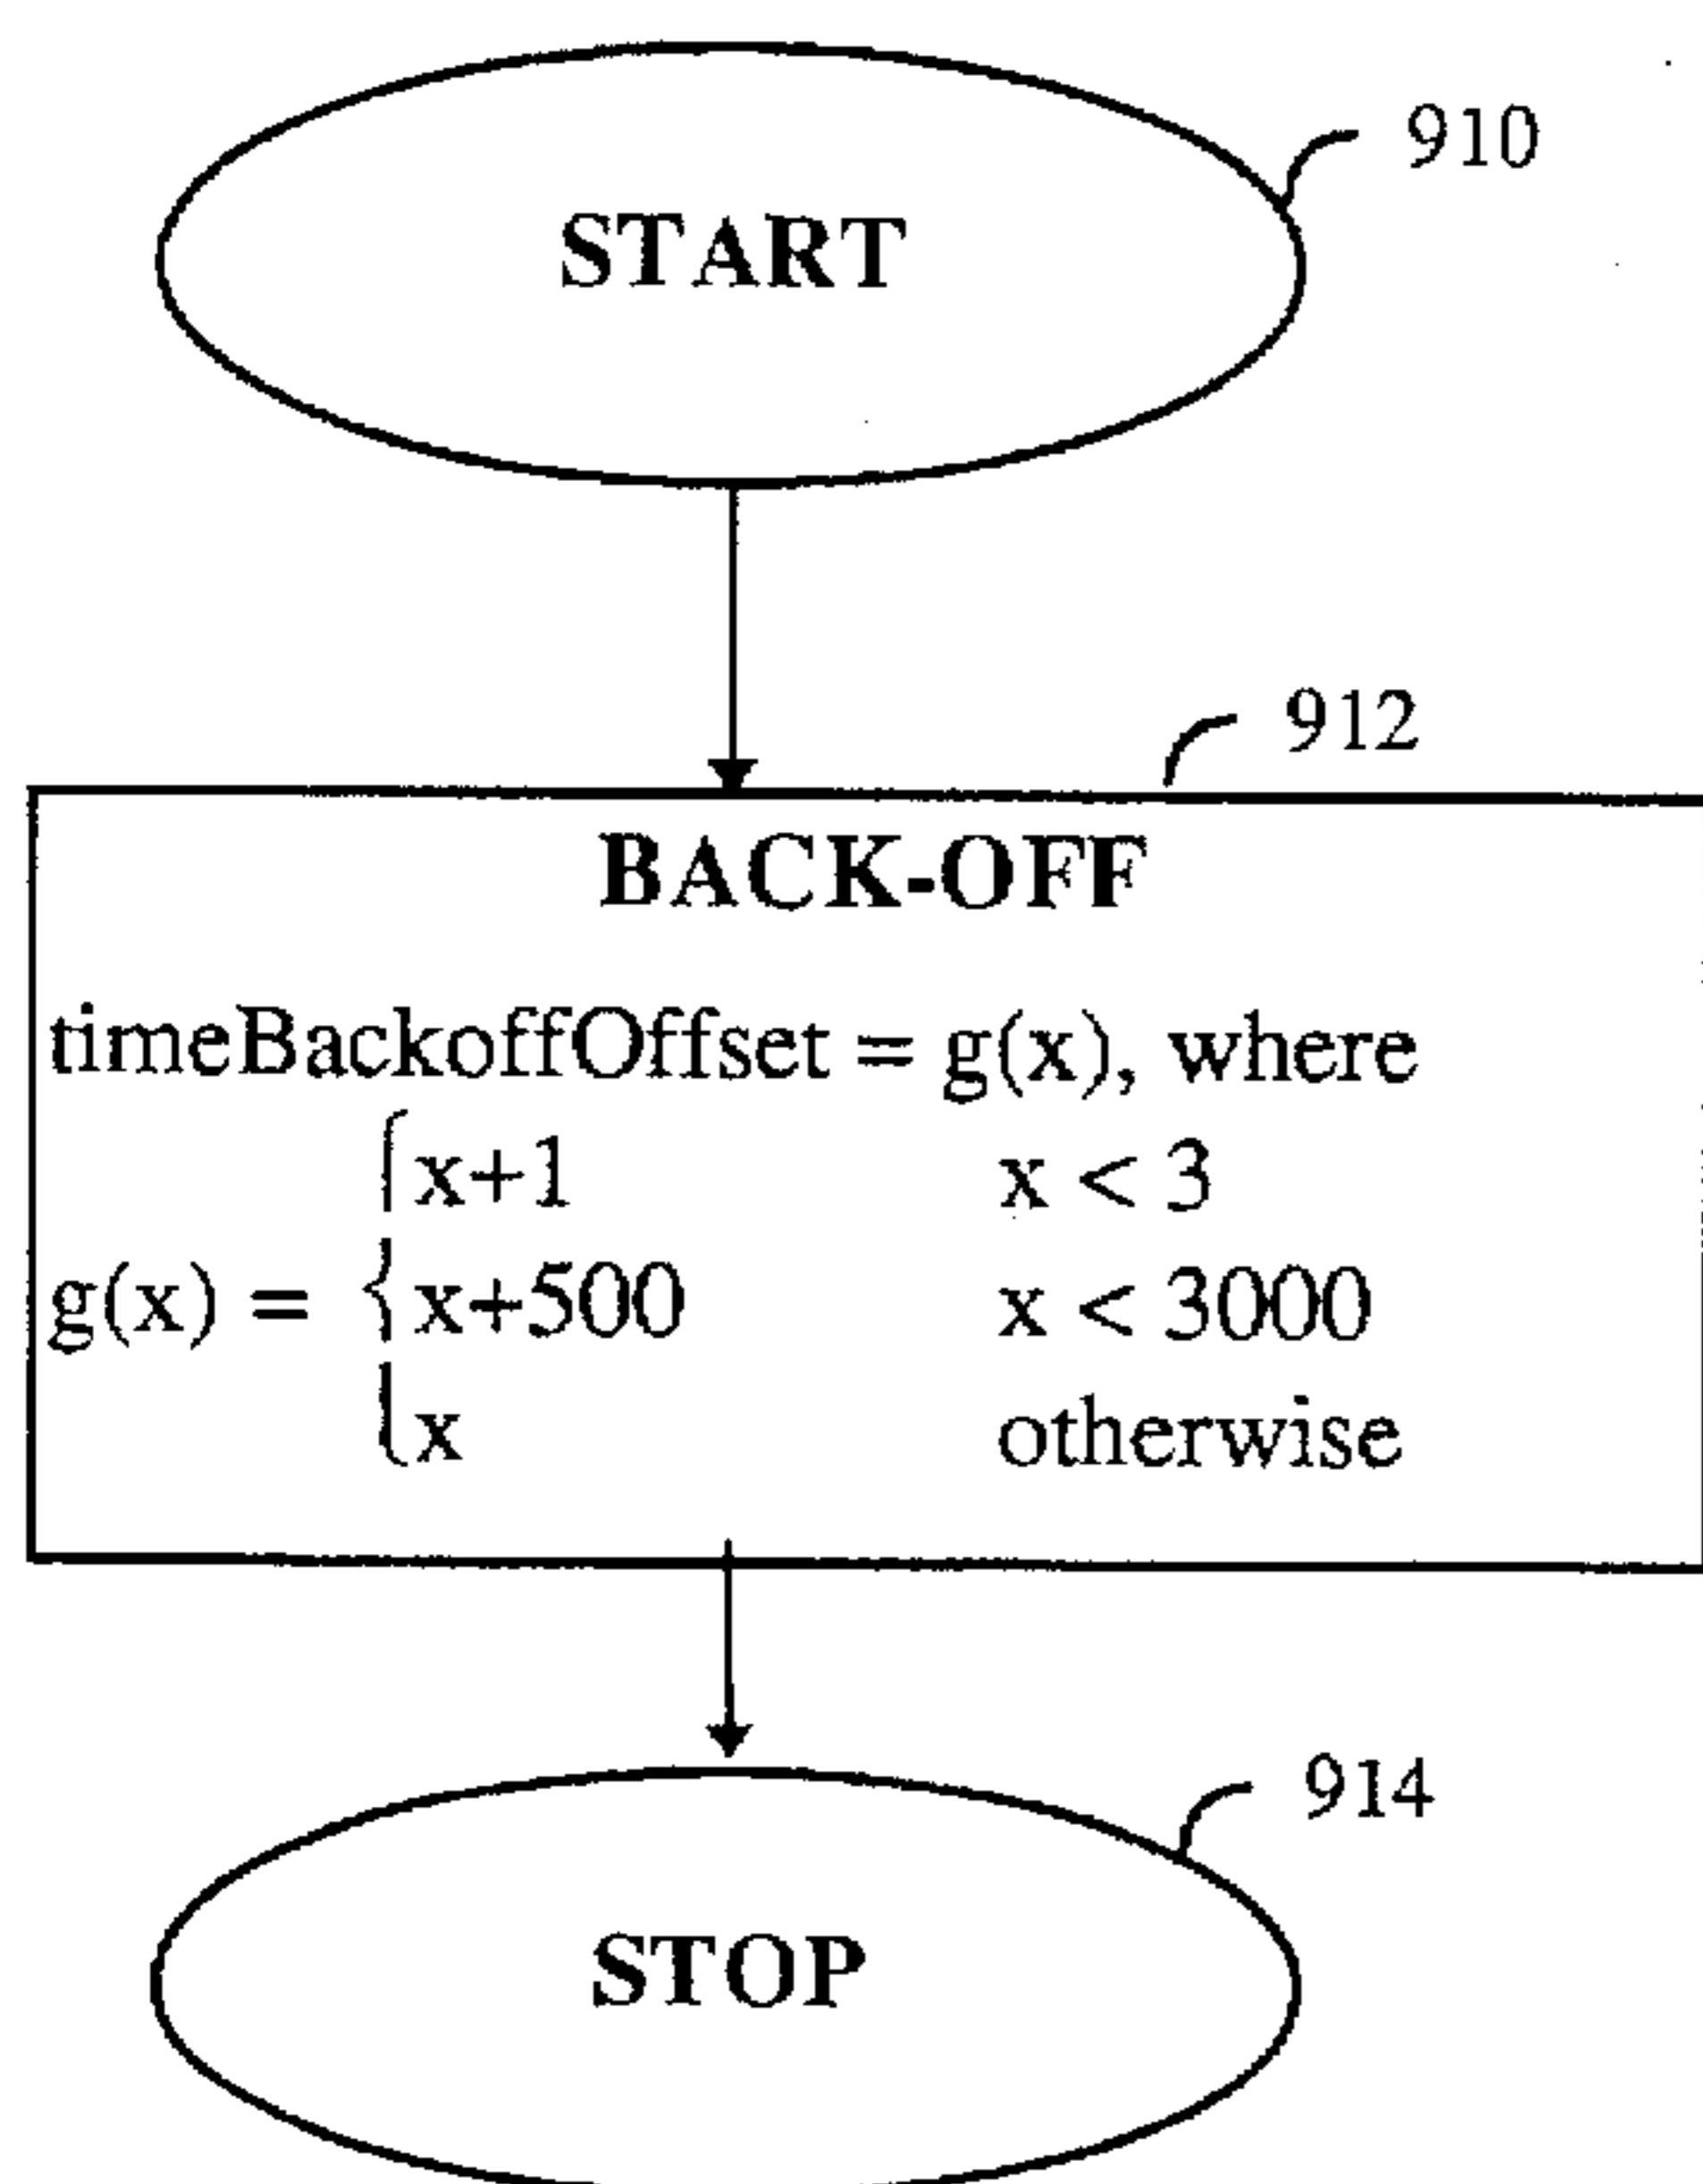 910
START
912
BACK-OFF
timeBackoffOffset = g(x), where
x+1 x < 3
g(x) = { x+500 x < 3000
x otherwise
914
STOP